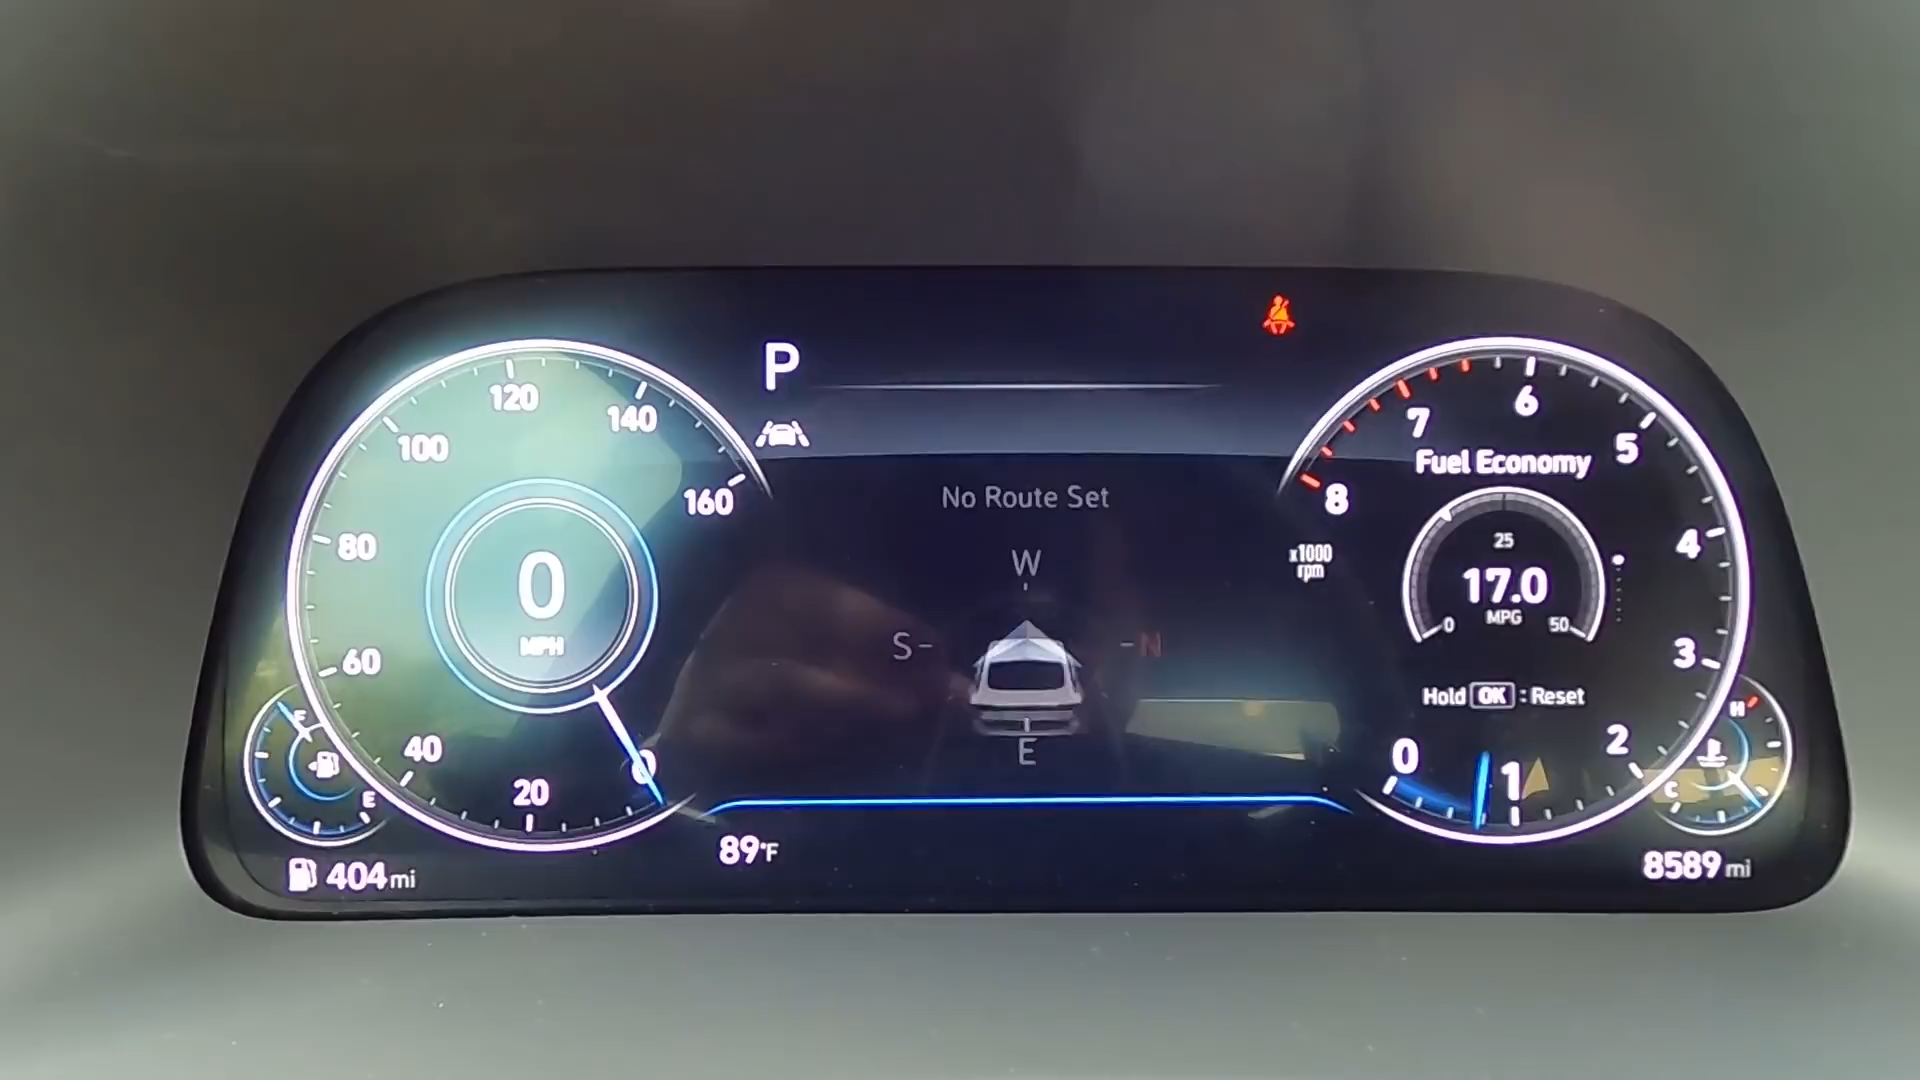 P
120
140
100
160
80
60
40
20
0
0
MPH
F
E
404mi
89°F
No Route Set
W
S
N
E
6
7
5
8
4
3
2
1
0
x1000
rpm
Fuel Economy
25
17.0
MPG
0
50
Hold OK : Reset
H
C
8589mi